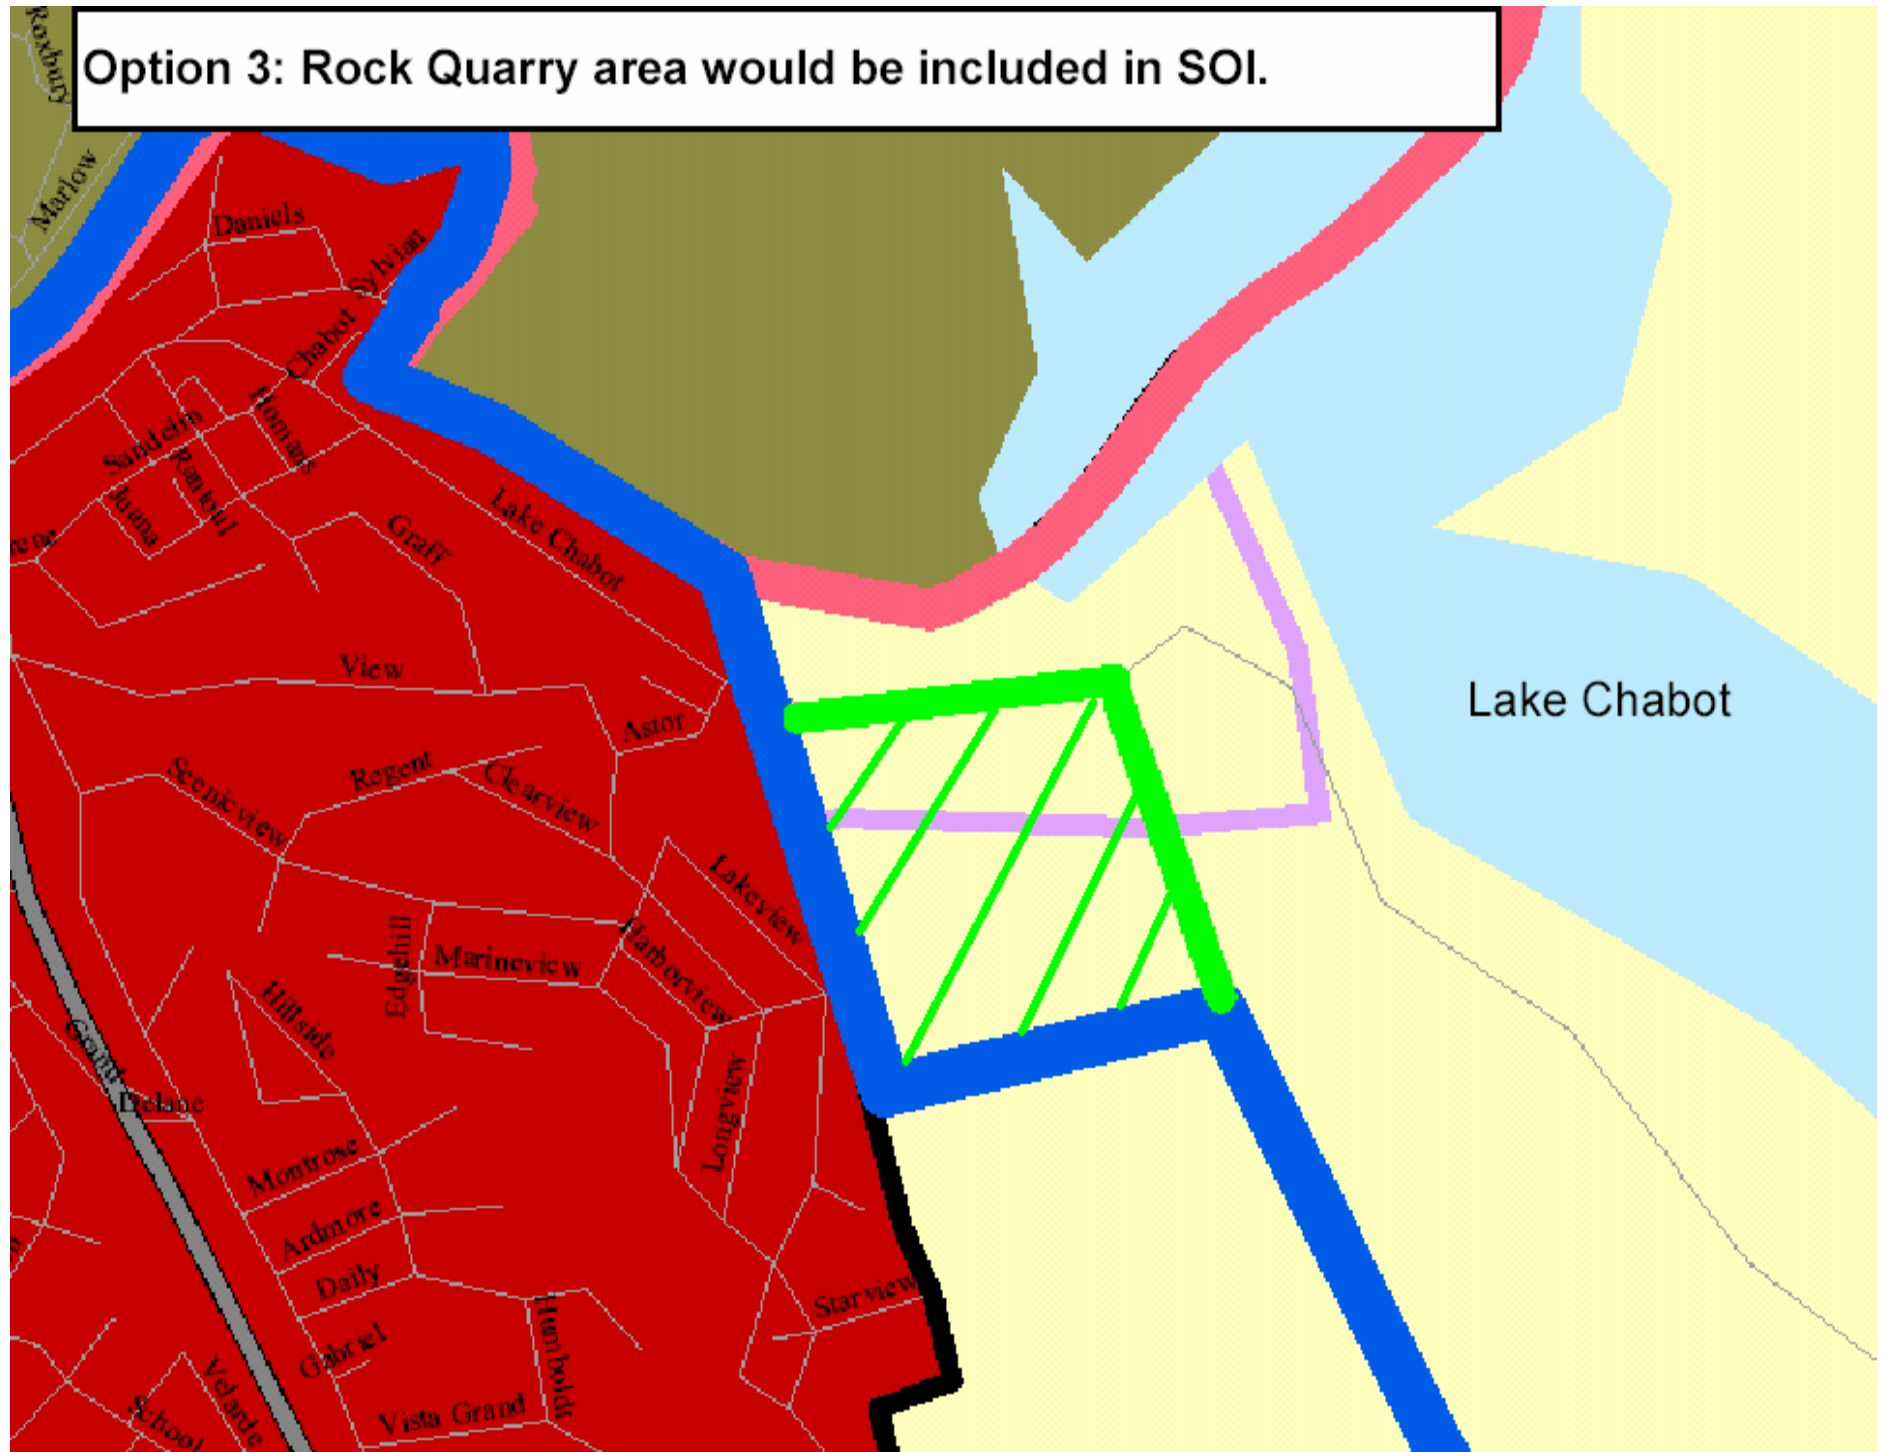 Option 3: Rock Quarry area would be included in SOI.
Roxbury
Marlow
Daniels
Sylvian
Chabot
Romans
Sandelin
Rantoul
Juana
rene
Graff
Lake Chabot
View
Astor
Lake Chabot
Scenicview
Regent
Clearview
Lakeview
Harborview
Edgehill
Marineview
Hillside
Grand
Delane
Longview
Montrose
Ardmore
Daily
Starview
Gabriel
Humboldt
Velarde
School
Vista Grand